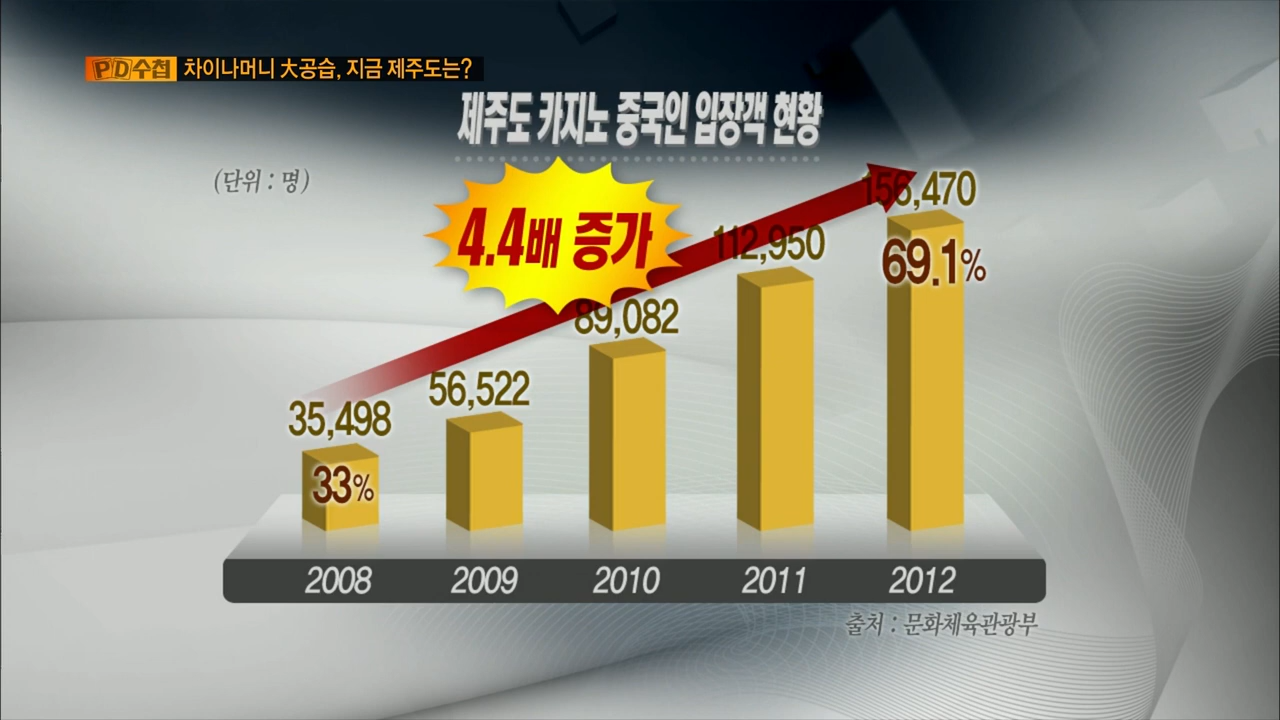 PD수첩 차이나머니 大공습, 지금 제주도는?
제주도 카지노 중국인 입장객 현황
(단위 : 명)
4.4배 증가
156,470
112,950
69.1%
89,082
56,522
35,498
33%
2008 2009 2010 2011 2012
출처 : 문화체육관광부